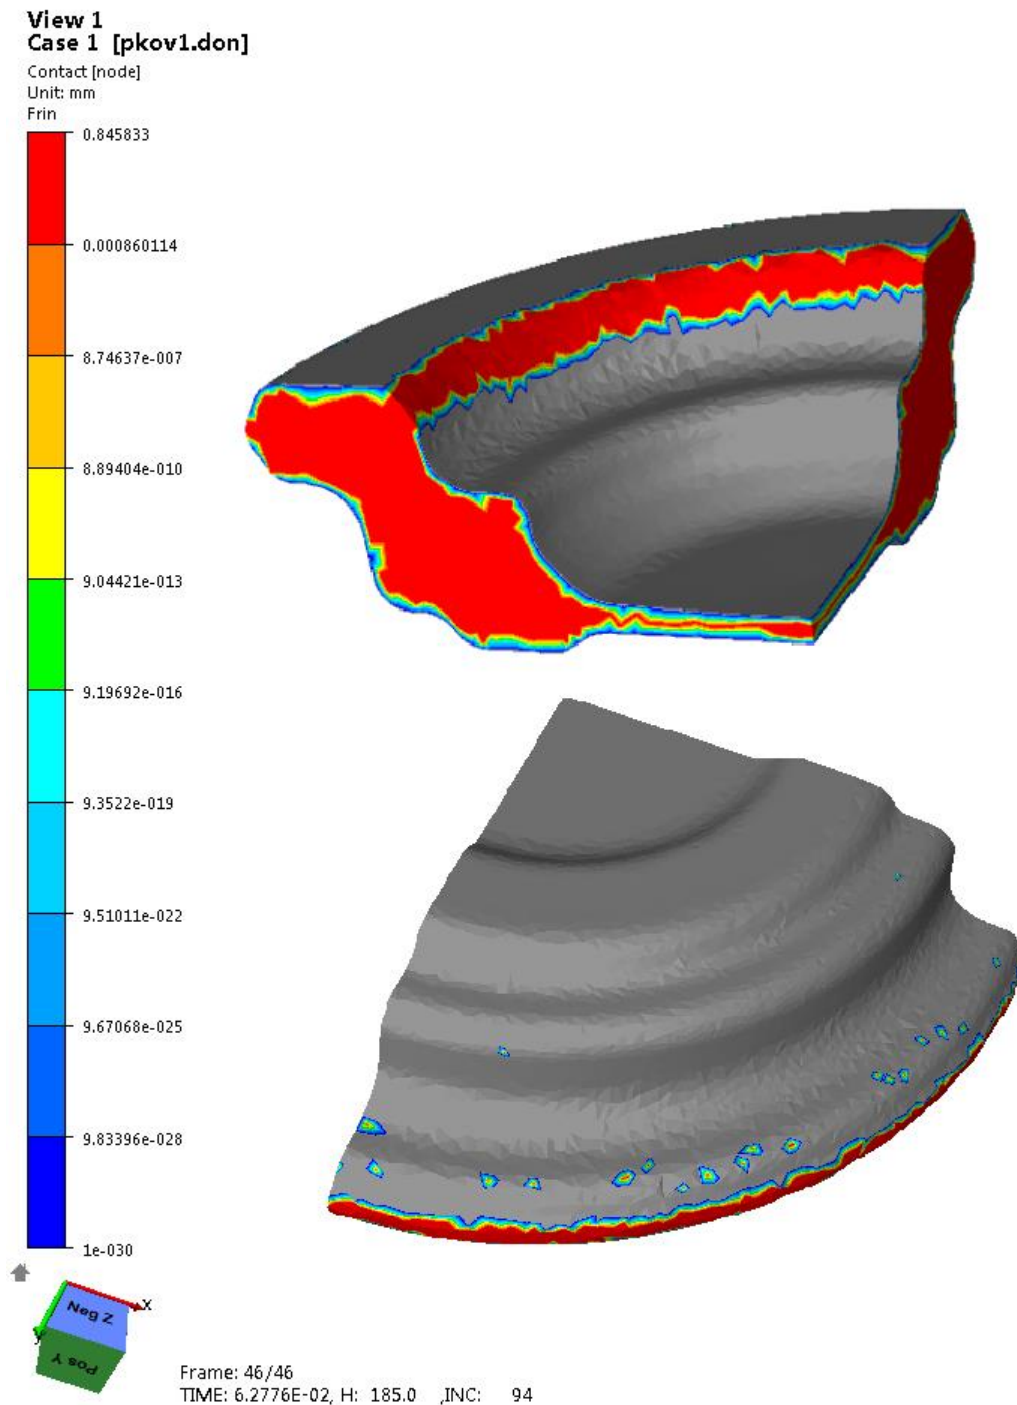 View 1
Case 1 [pkov1.don]
Contact [node]
Unit: mm
Frin
0.845833
0.000860114
8.74637e-007
8.89404e-010
9.04421e-013
9.19692e-016
9.3522e-019
9.51011e-022
9.67068e-025
9.83396e-028
1e-030
Neg Z
X
y
Pos Y
Frame: 46/46
TIME: 6.2776E-02, H: 185.0 ,INC: 94